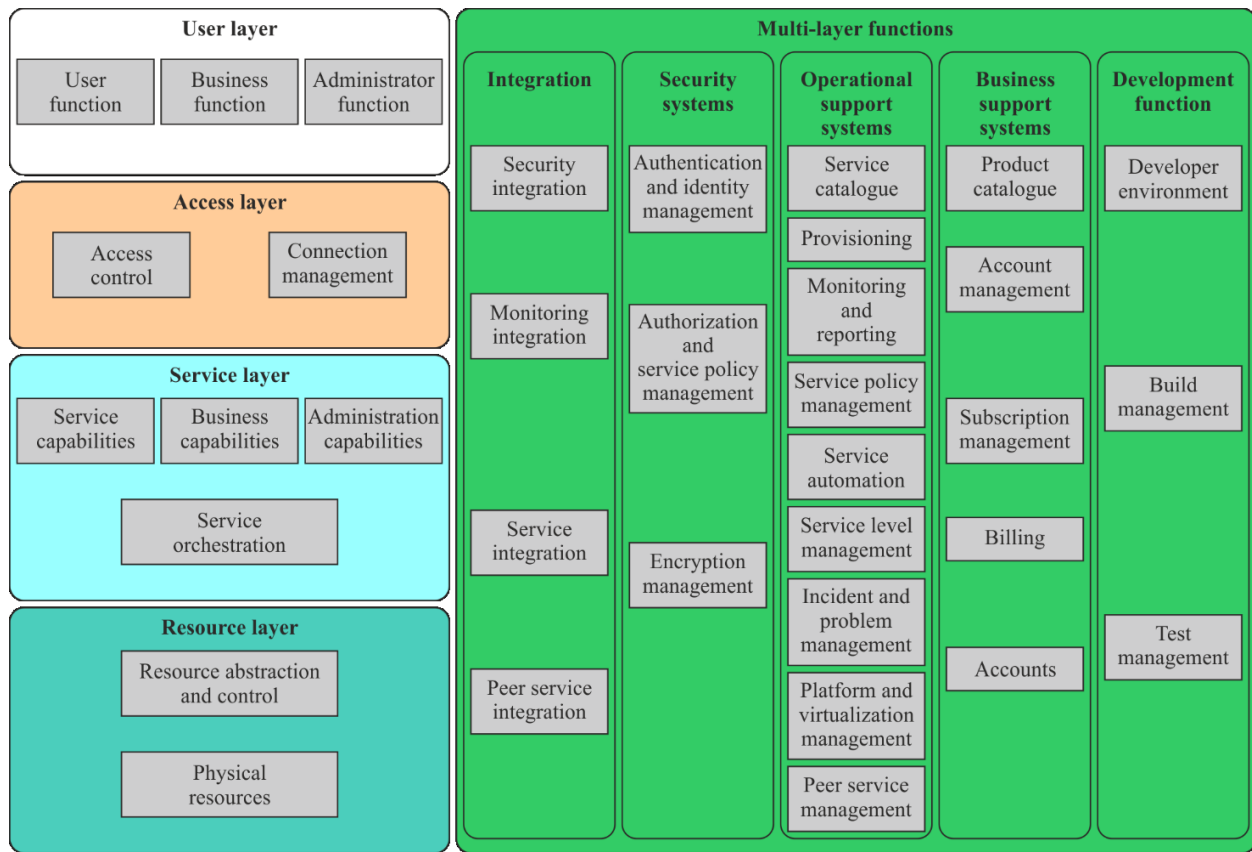 User layer
User
function
Business
function
Administrator
function
Access layer
Access
control
Connection
management
Service layer
Service
capabilities
Business
capabilities
Administration
capabilities
Service
orchestration
Resource layer
Resource abstraction
and control
Physical
resources
Multi-layer functions
Integration
Security
integration
Monitoring
integration
Service
integration
Peer service
integration
Security
systems
Authentication
and identity
management
Authorization
and
service policy
management
Encryption
management
Operational
support
systems
Service
catalogue
Provisioning
Monitoring
and
reporting
Service policy
management
Service
automation
Service level
management
Incident and
problem
management
Platform and
virtualization
management
Peer service
management
Business
support
systems
Product
catalogue
Account
management
Subscription
management
Billing
Accounts
Development
function
Developer
environment
Build
management
Test
management